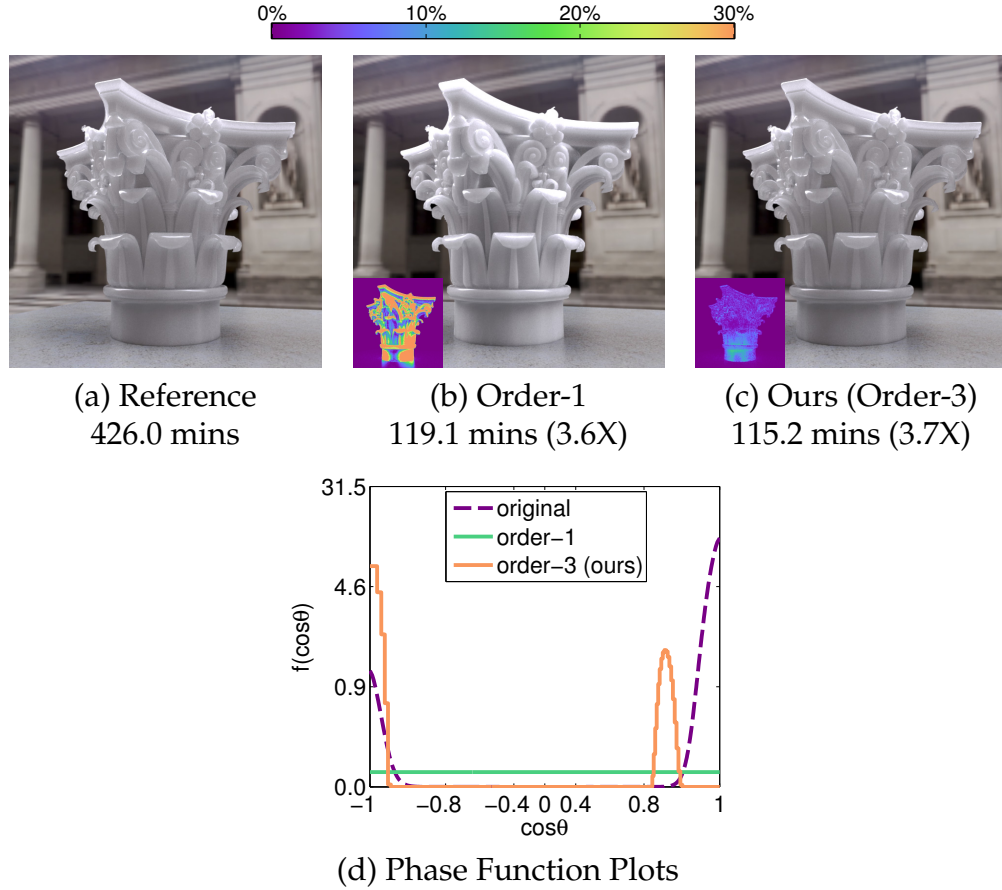 0% 10% 20% 30%
(a) Reference (b) Order-1 (c) Ours (Order-3)
426.0 mins 119.1 mins (3.6X) 115.2 mins (3.7X)
31.5
4.6
0.9
0.0
f(cosθ)
original
order−1
order−3 (ours)
−1 −0.8 −0.4 0 0.4 0.8 1
cosθ
(d) Phase Function Plots